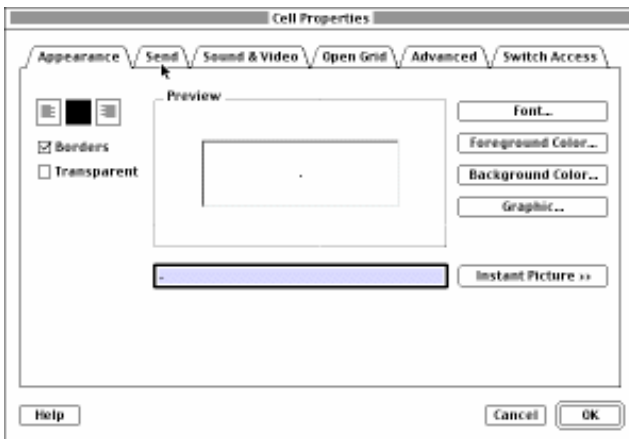 Cell Properties
Appearance Send Sound & Video Open Grid Advanced Switch Access
Preview
Borders
Transparent
.
.
Font...
Foreground Color...
Background Color...
Graphic...
Instant Picture >>
Help Cancel OK